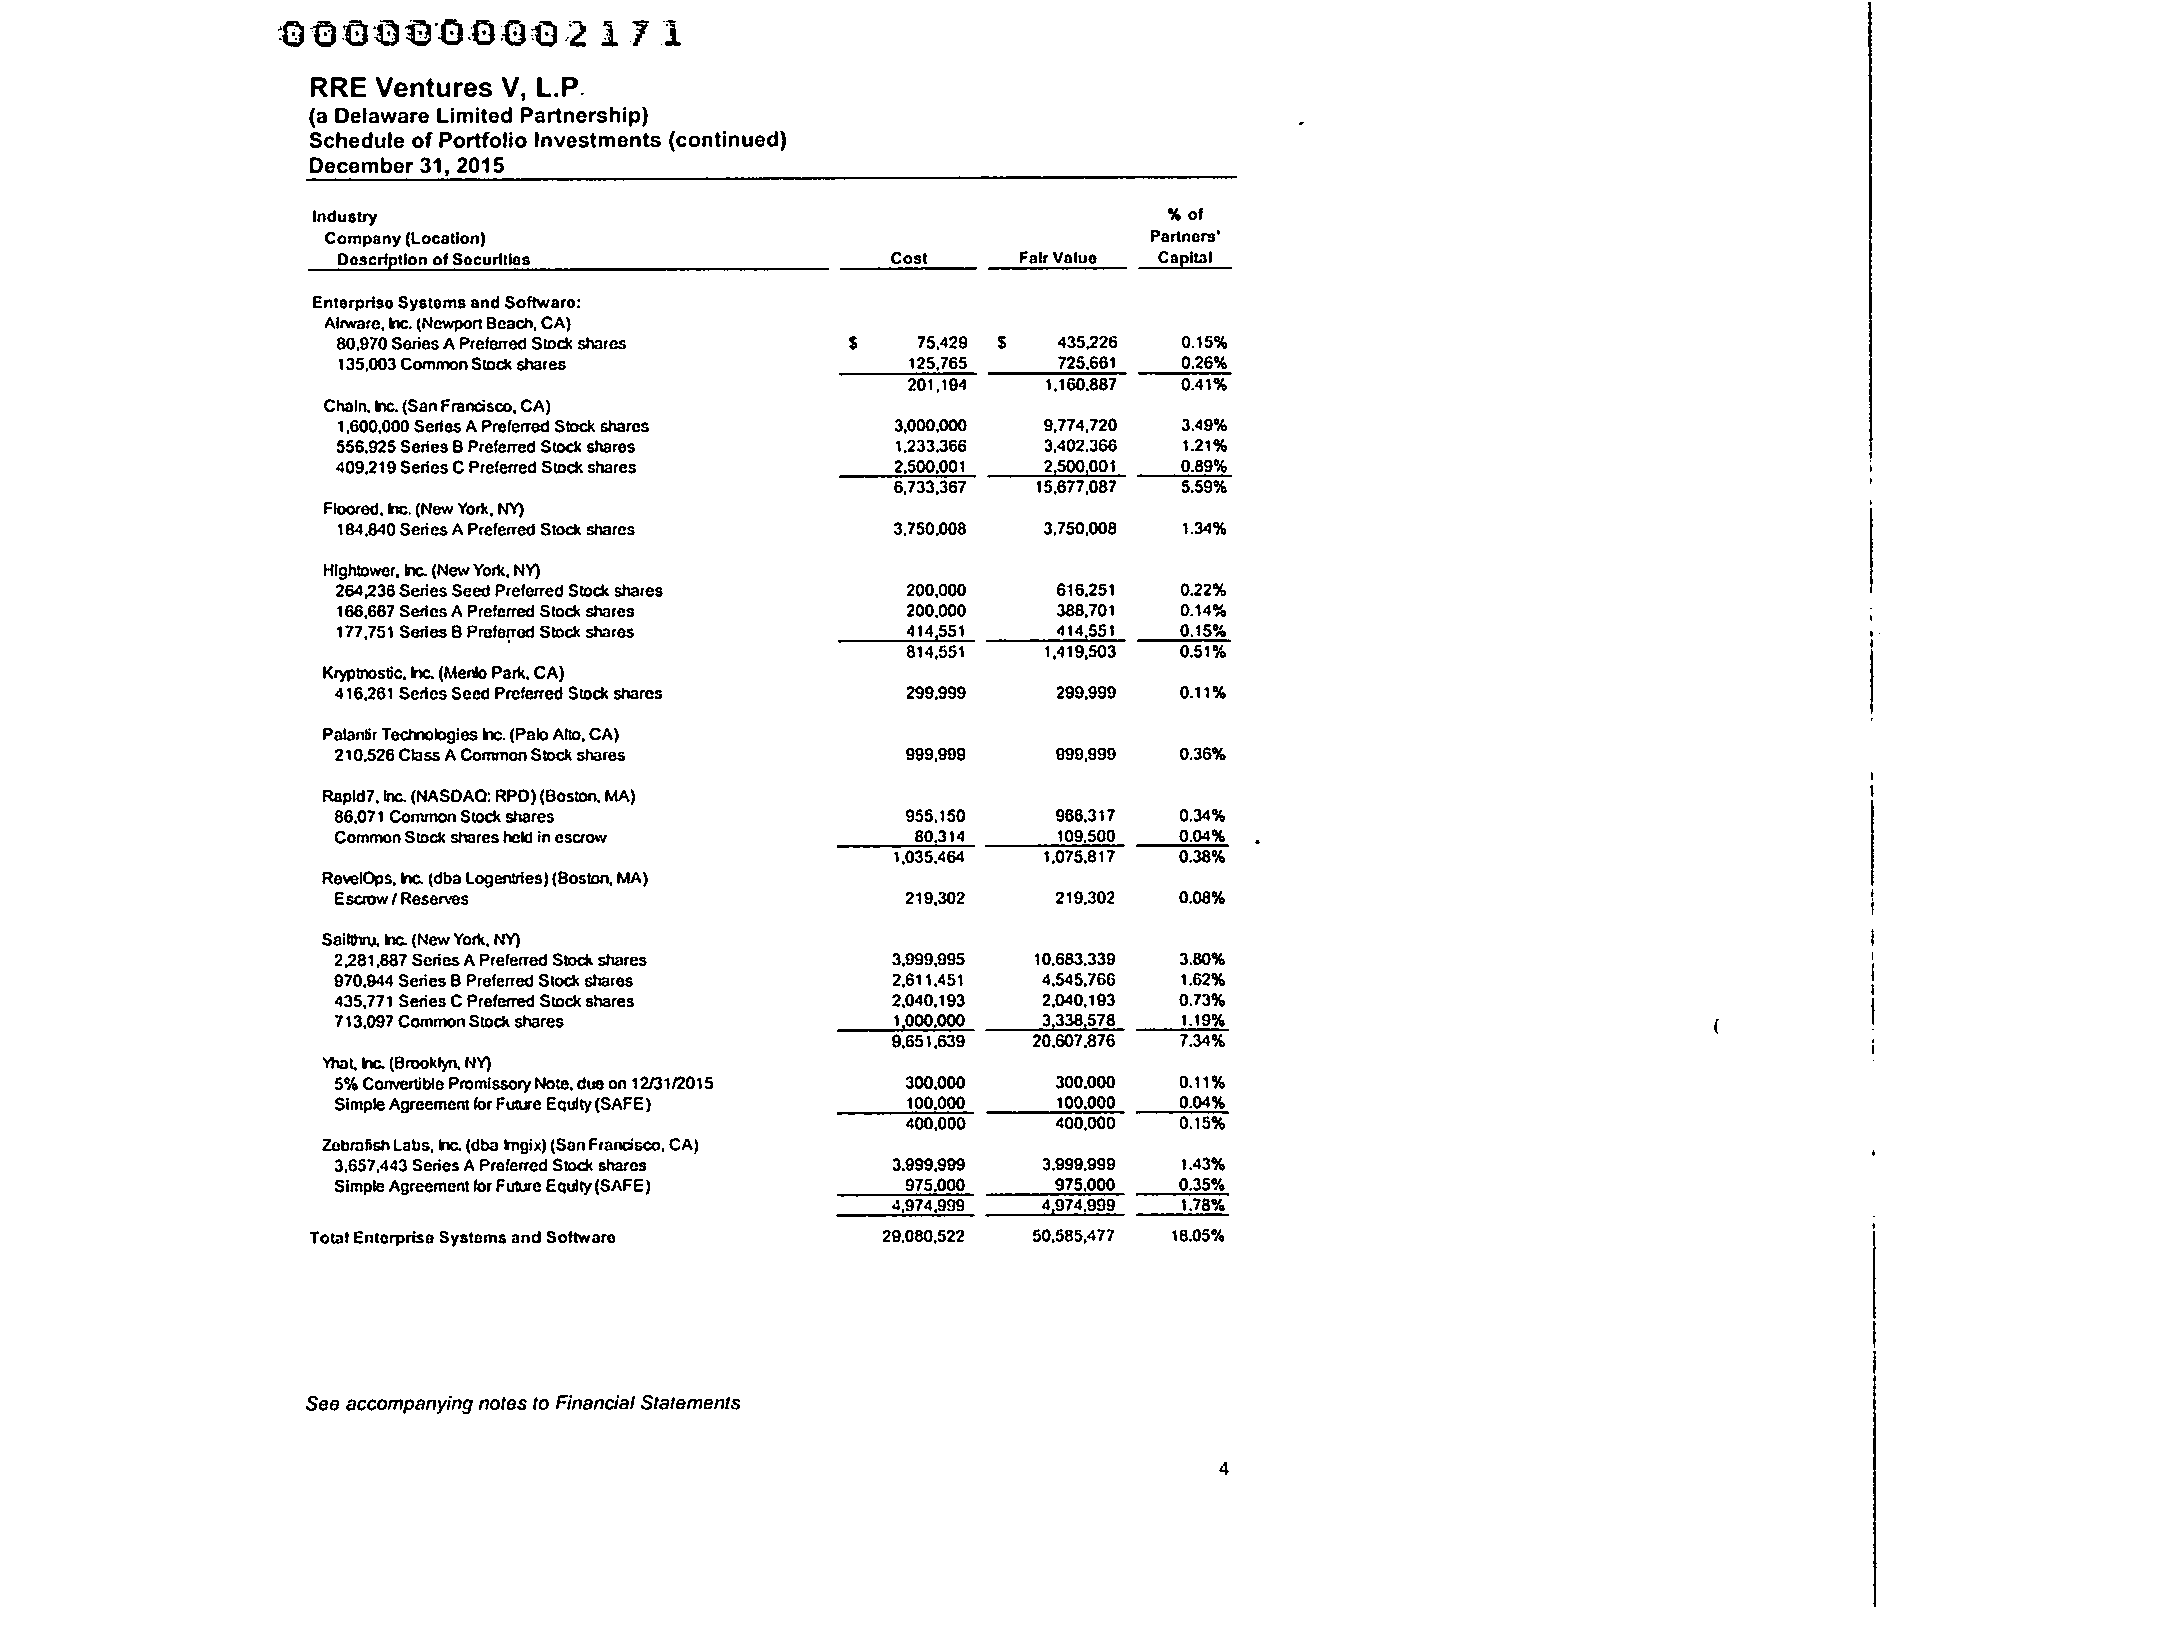 0000000002171
RRE Ventures V, L.P.
(a Delaware Limited Partnership)
Schedule of Portfolio Investments (continued)
December 31, 2015
Industry % of
Company (Location) Partners'
Description of Securities Cost Fair Value Capital
Enterprise Systems and Software:
Airware, Inc. (Newport Beach, CA)
80,970 Series A Preferred Stock shares $ 75,429 $ 435,226 0.15%
135,003 Common Stock shares 125,765 725,661 0.26%
201,194 1,160,887 0.41%
Chain, Inc. (San Francisco, CA)
1,600,000 Series A Preferred Stock shares 3,000,000 9,774,720 3.49%
556,925 Series B Preferred Stock shares 1,233,366 3,402,366 1.21%
409,219 Series C Preferred Stock shares 2,500,001 2,500,001 0.89%
6,733,367 15,677,087 5.59%
Floored, Inc. (New York, NY)
184,840 Series A Preferred Stock shares 3,750,008 3,750,008 1.34%
Hightower, Inc. (New York, NY)
264,236 Series Seed Preferred Stock shares 200,000 616,251 0.22%
166,667 Series A Preferred Stock shares 200,000 388,701 0.14%
177,751 Series B Preferred Stock shares 414,551 414,551 0.15%
814,551 1,419,503 0.51%
Kryptnostic, Inc. (Menlo Park, CA)
416,261 Series Seed Preferred Stock shares 299,999 299,999 0.11%
Palantir Technologies Inc. (Palo Alto, CA)
210,526 Class A Common Stock shares 999,999 999,999 0.36%
Rapid7, Inc. (NASDAQ: RPD) (Boston, MA)
86,071 Common Stock shares 955,150 966,317 0.34%
Common Stock shares held in escrow 80,314 109,500 0.04%
1,035,464 1,075,817 0.38%
RevelOps, Inc. (dba Logentries) (Boston, MA)
Escrow / Reserves 219,302 219,302 0.08%
Sailthru, Inc. (New York, NY)
2,281,887 Series A Preferred Stock shares 3,999,995 10,683,339 3.80%
970,944 Series B Preferred Stock shares 2,611,451 4,545,766 1.62%
435,771 Series C Preferred Stock shares 2,040,193 2,040,193 0.73%
713,097 Common Stock shares 1,000,000 3,338,578 1.19%
9,651,639 20,607,876 7.34%
Yhat, Inc. (Brooklyn, NY)
5% Convertible Promissory Note, due on 12/31/2015 300,000 300,000 0.11%
Simple Agreement for Future Equity (SAFE) 100,000 100,000 0.04%
400,000 400,000 0.15%
Zebrafish Labs, Inc. (dba Imgix) (San Francisco, CA)
3,657,443 Series A Preferred Stock shares 3,999,999 3,999,999 1.43%
Simple Agreement for Future Equity (SAFE) 975,000 975,000 0.35%
4,974,999 4,974,999 1.78%
Total Enterprise Systems and Software 29,080,522 50,585,477 18.05%
See accompanying notes to Financial Statements
4